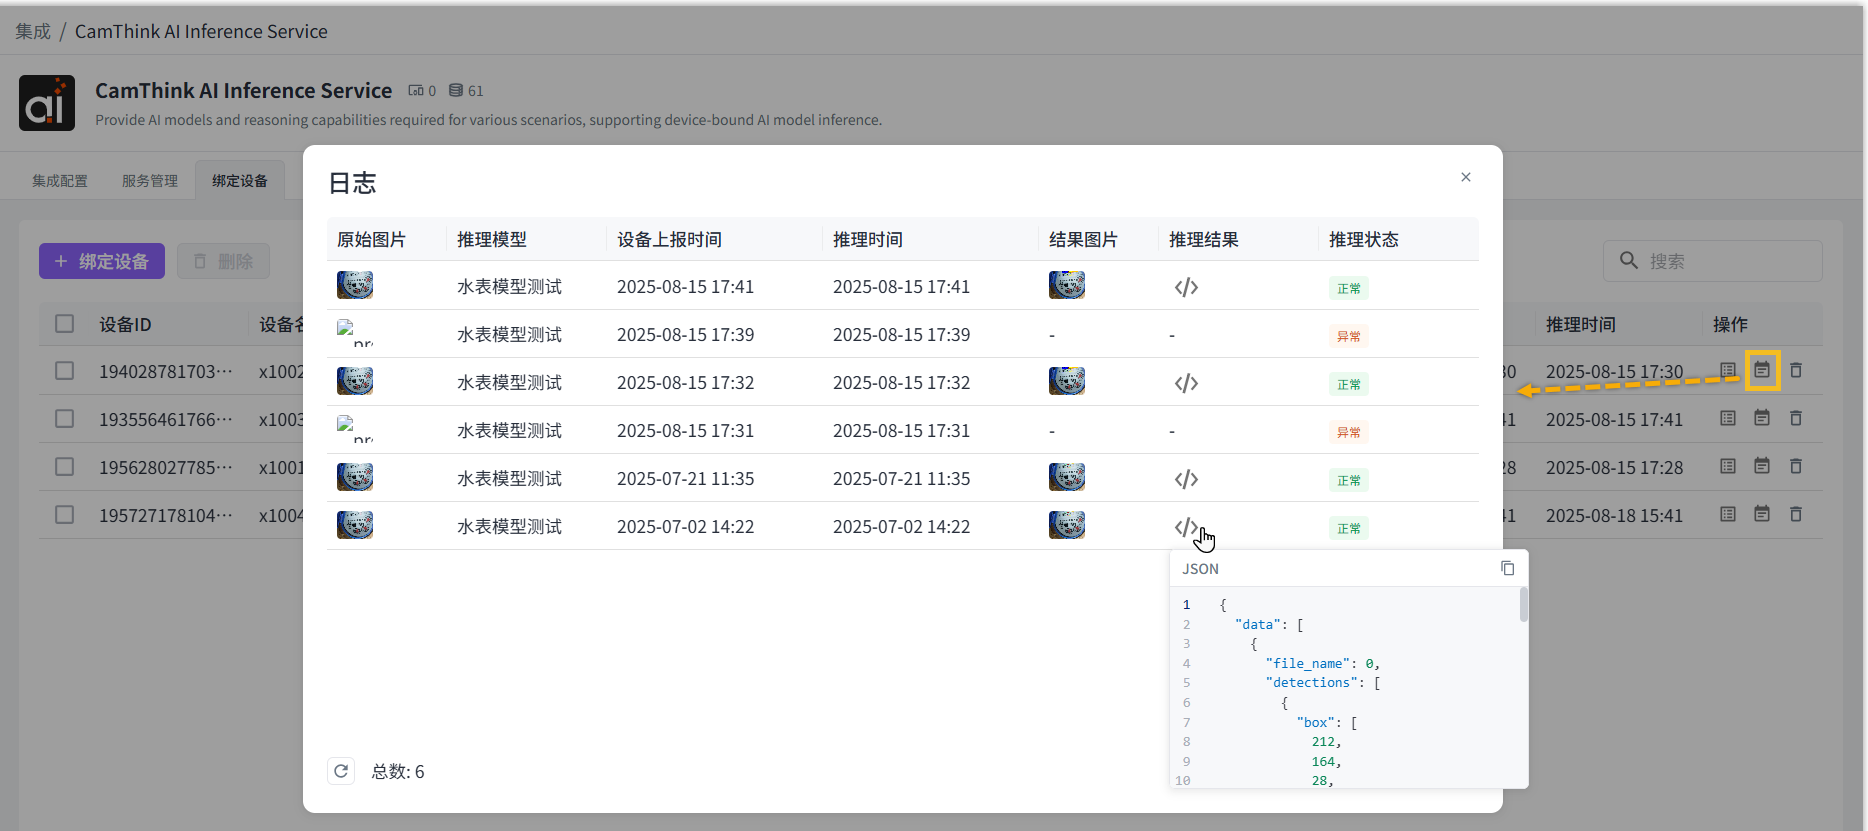 集成 / CamThink AI Inference Service
ai
CamThink AI Inference Service 0 61
Provide AI models and reasoning capabilities required for various scenarios, supporting device-bound AI model inference.
集成配置 服务管理 绑定设备
+ 绑定设备 删除
搜索
设备ID 设备名 推理时间 操作
194028781703··· x1002 30 2025-08-15 17:30
193556461766··· x1003 41 2025-08-15 17:41
195628027785··· x1001 28 2025-08-15 17:28
195727178104··· x1004 41 2025-08-18 15:41
日志
原始图片 推理模型 设备上报时间 推理时间 结果图片 推理结果 推理状态
水表模型测试 2025-08-15 17:41 2025-08-15 17:41 </> 正常
水表模型测试 2025-08-15 17:39 2025-08-15 17:39 - - 异常
水表模型测试 2025-08-15 17:32 2025-08-15 17:32 </> 正常
水表模型测试 2025-08-15 17:31 2025-08-15 17:31 - - 异常
水表模型测试 2025-07-21 11:35 2025-07-21 11:35 </> 正常
水表模型测试 2025-07-02 14:22 2025-07-02 14:22 </> 正常
JSON
1 {
2 "data": [
3 {
4 "file_name": 0,
5 "detections": [
6 {
7 "box": [
8 212,
9 164,
10 28,
总数: 6